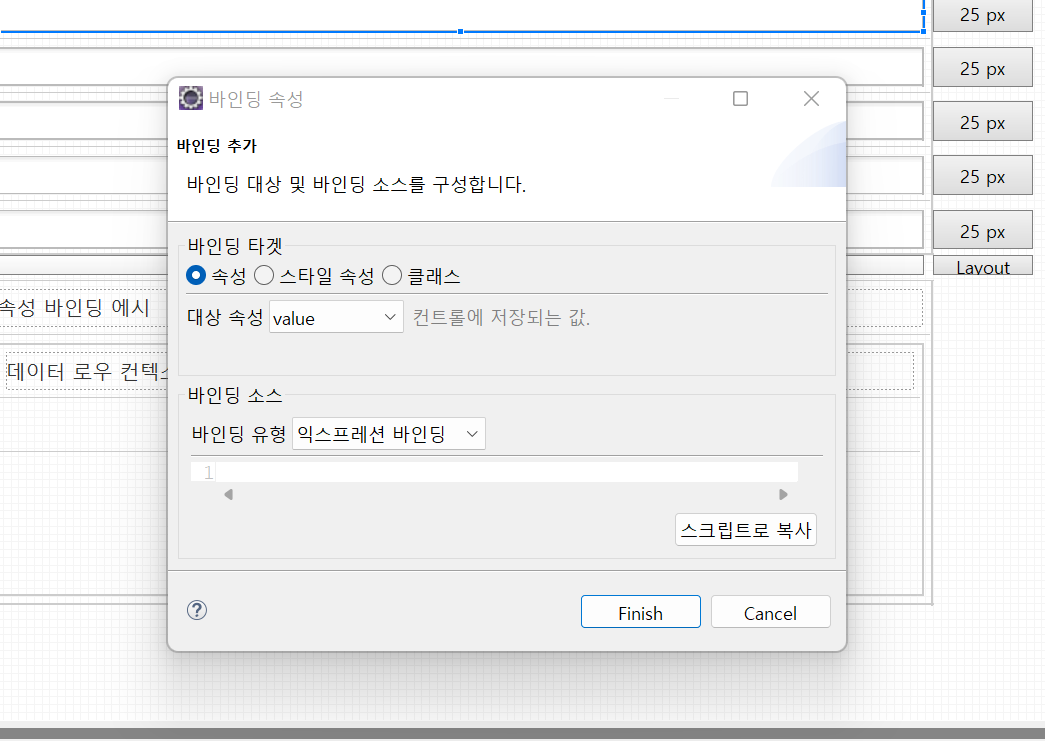 25 px
바인딩 속성
25 px
바인딩 추가
25 px
바인딩 대상 및 바인딩 소스를 구성합니다.
25 px
바인딩 타겟
25 px
속성 스타일 속성 클래스
Layout
속성 바인딩 에시
대상 속성 value 컨트롤에 저장되는 값.
데이터 로우
바인딩 소스
바인딩 유형 익스프레션 바인딩
1
스크립트로 복사
?
Finish Cancel